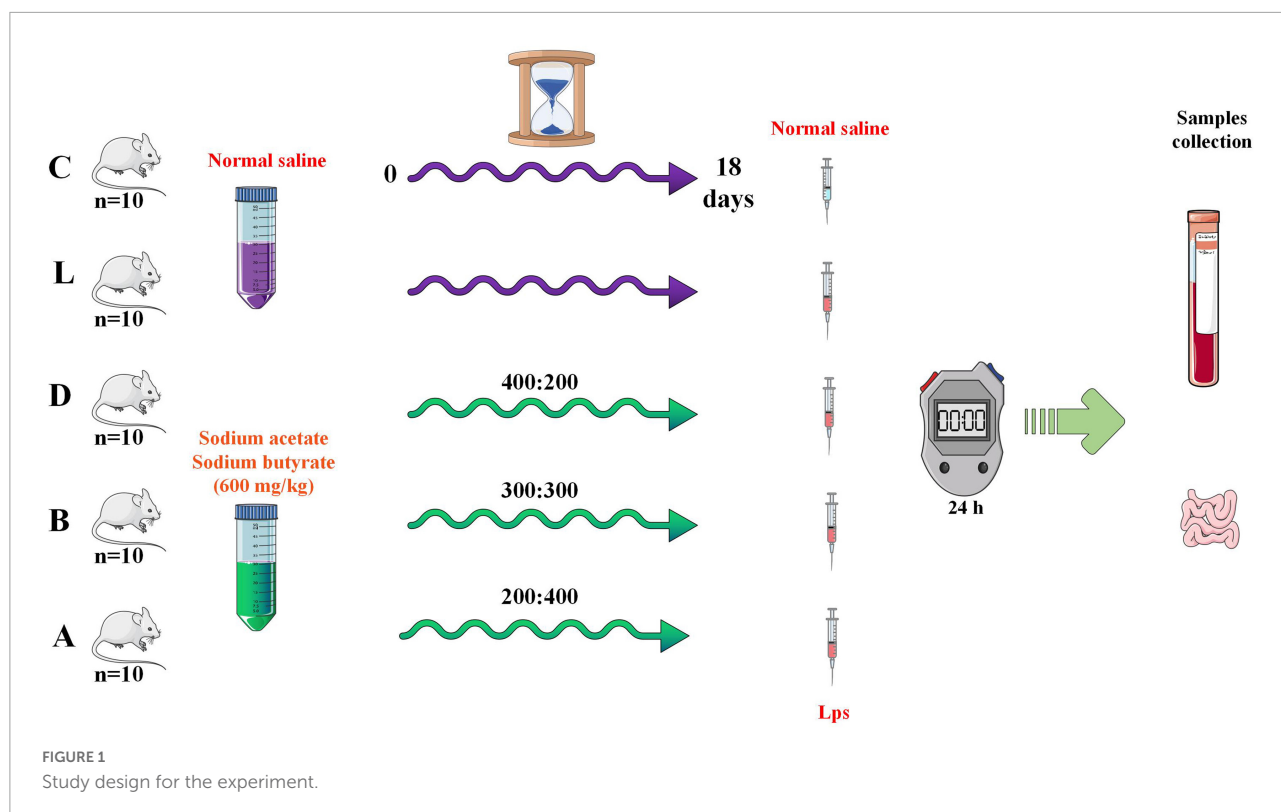 C
n=10
Normal saline
0
18
days
Normal saline
Samples
collection
L
n=10
D
n=10
400:200
Sodium acetate
Sodium butyrate
(600 mg/kg)
B
n=10
300:300
00:00
24 h
A
n=10
200:400
Lps
FIGURE 1
Study design for the experiment.